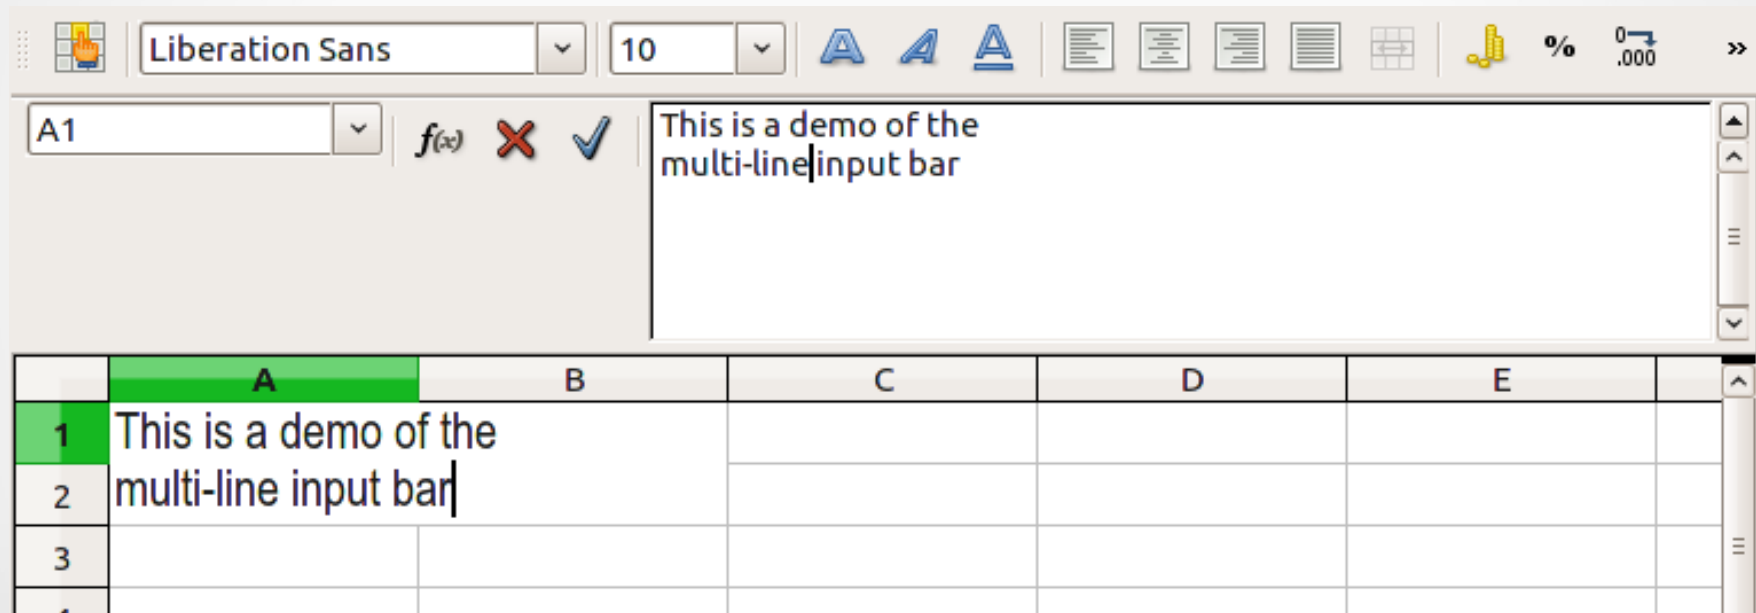 Liberation Sans 10 % 0 .000 »
A1 f(x) This is a demo of the
multi-line input bar
A B C D E
1 This is a demo of the
2 multi-line input bar
3